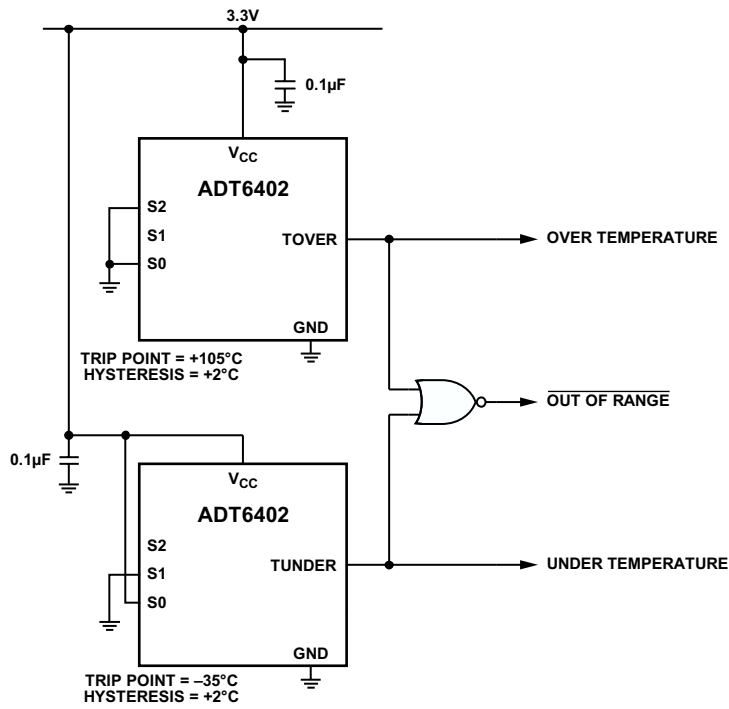 3.3V
0.1µF
VCC
ADT6402
S2
S1
S0
TOVER
OVER TEMPERATURE
GND
TRIP POINT = +105°C
HYSTERESIS = +2°C
OUT OF RANGE
0.1µF
VCC
ADT6402
S2
S1
S0
TUNDER
UNDER TEMPERATURE
GND
TRIP POINT = –35°C
HYSTERESIS = +2°C